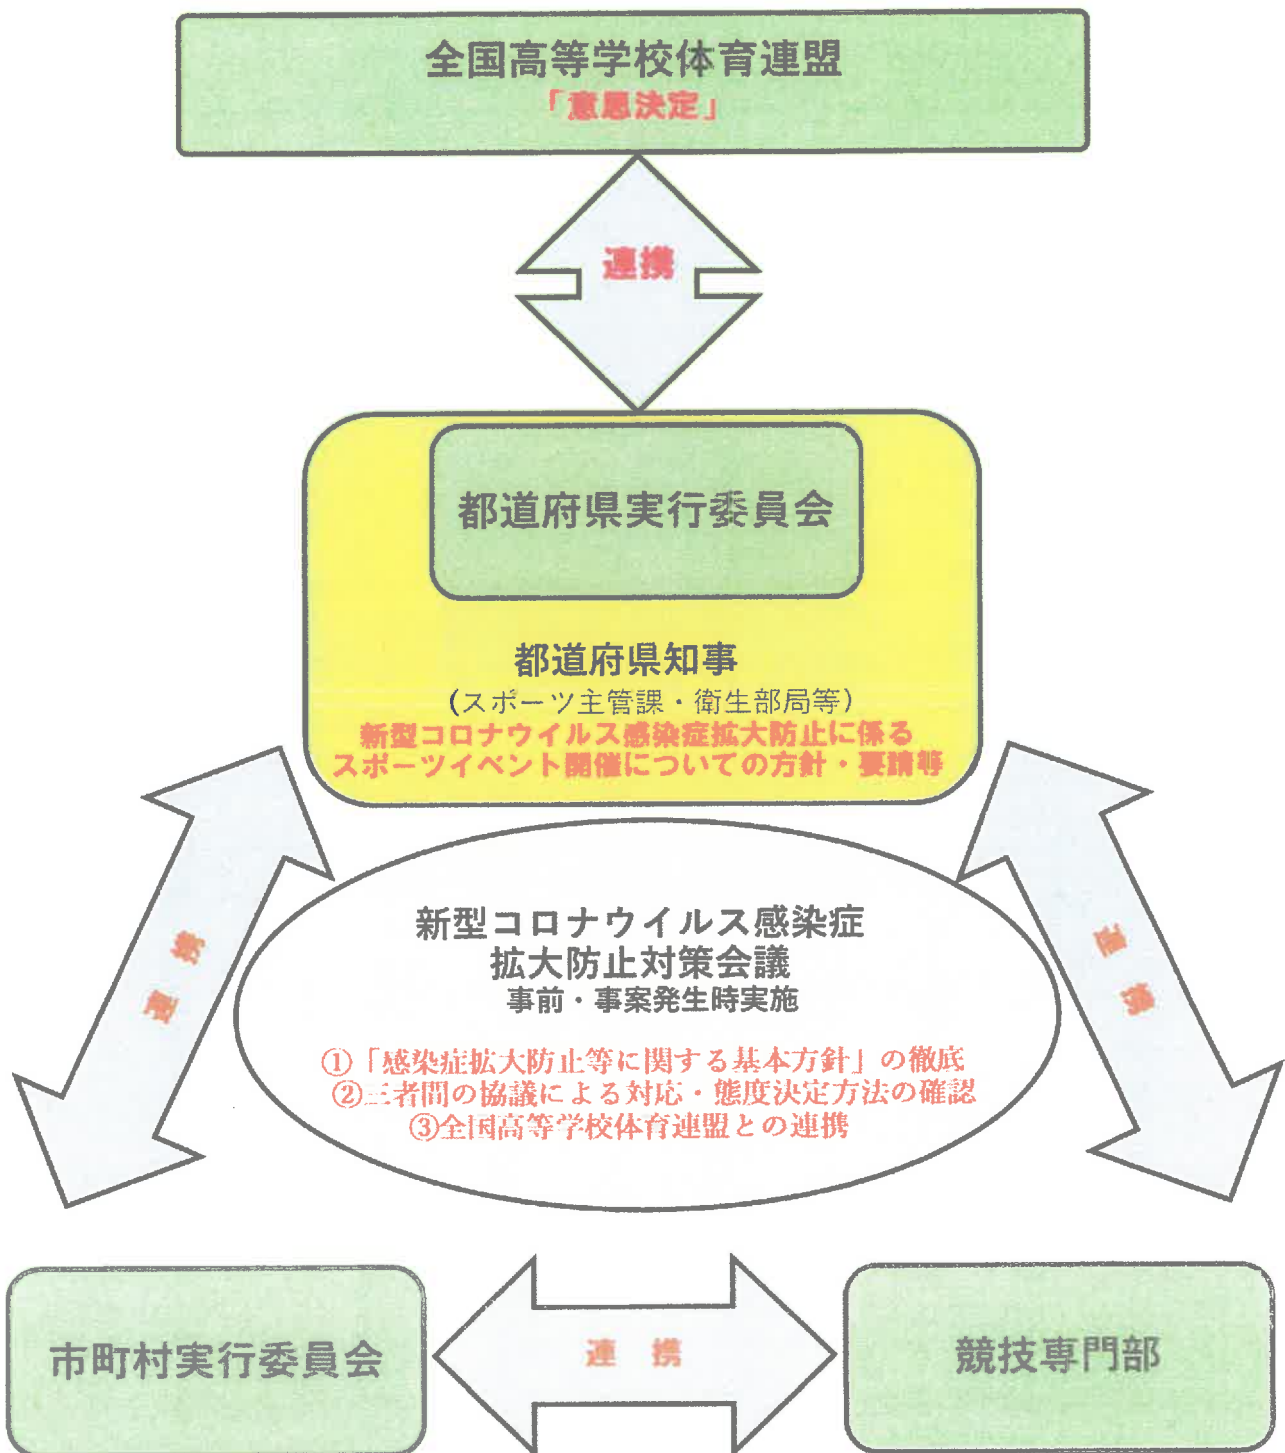 全国高等学校体育連盟
「意思決定」
連携
都道府県実行委員会
都道府県知事
(スポーツ主管課・衛生部局等)
新型コロナウイルス感染症拡大防止に係る
スポーツイベント開催についての方針・要請等
連携
連携
新型コロナウイルス感染症
拡大防止対策会議
事前・事案発生時実施
①「感染症拡大防止等に関する基本方針」の徹底
②三者間の協議による対応・態度決定方法の確認
③全国高等学校体育連盟との連携
市町村実行委員会
連 携
競技専門部